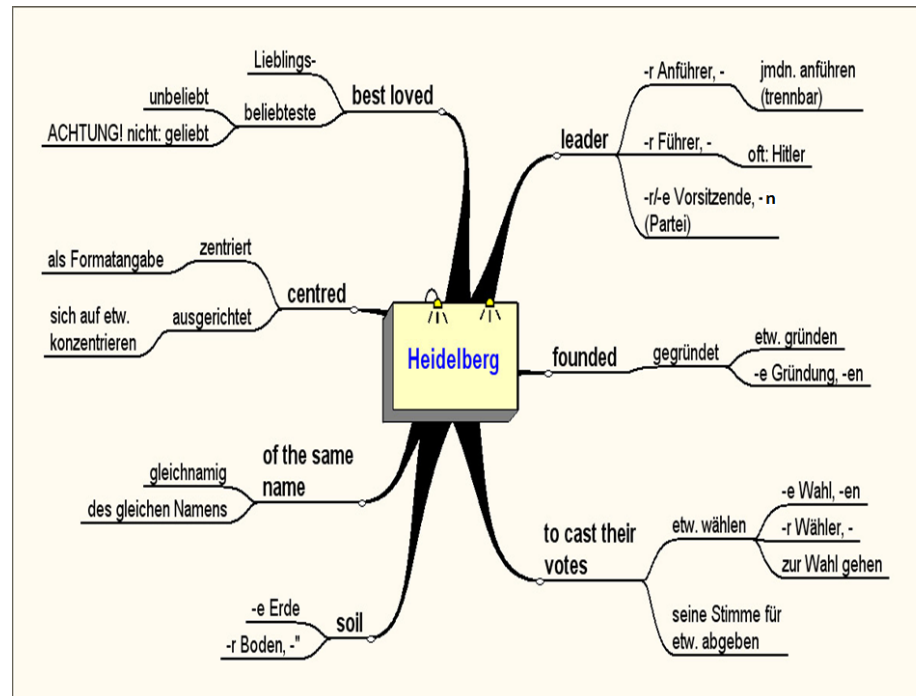 Heidelberg
best loved
Lieblings-
beliebteste
unbeliebt
ACHTUNG! nicht: geliebt
centred
zentriert
als Formatangabe
ausgerichtet
sich auf etw.
konzentrieren
of the same
name
gleichnamig
des gleichen Namens
soil
-e Erde
-r Boden, -"
leader
-r Anführer, -
jmdn. anführen
(trennbar)
-r Führer, -
oft: Hitler
-r/-e Vorsitzende, -n
(Partei)
founded
gegründet
etw. gründen
-e Gründung, -en
to cast their
votes
etw. wählen
-e Wahl, -en
-r Wähler, -
zur Wahl gehen
seine Stimme für
etw. abgeben